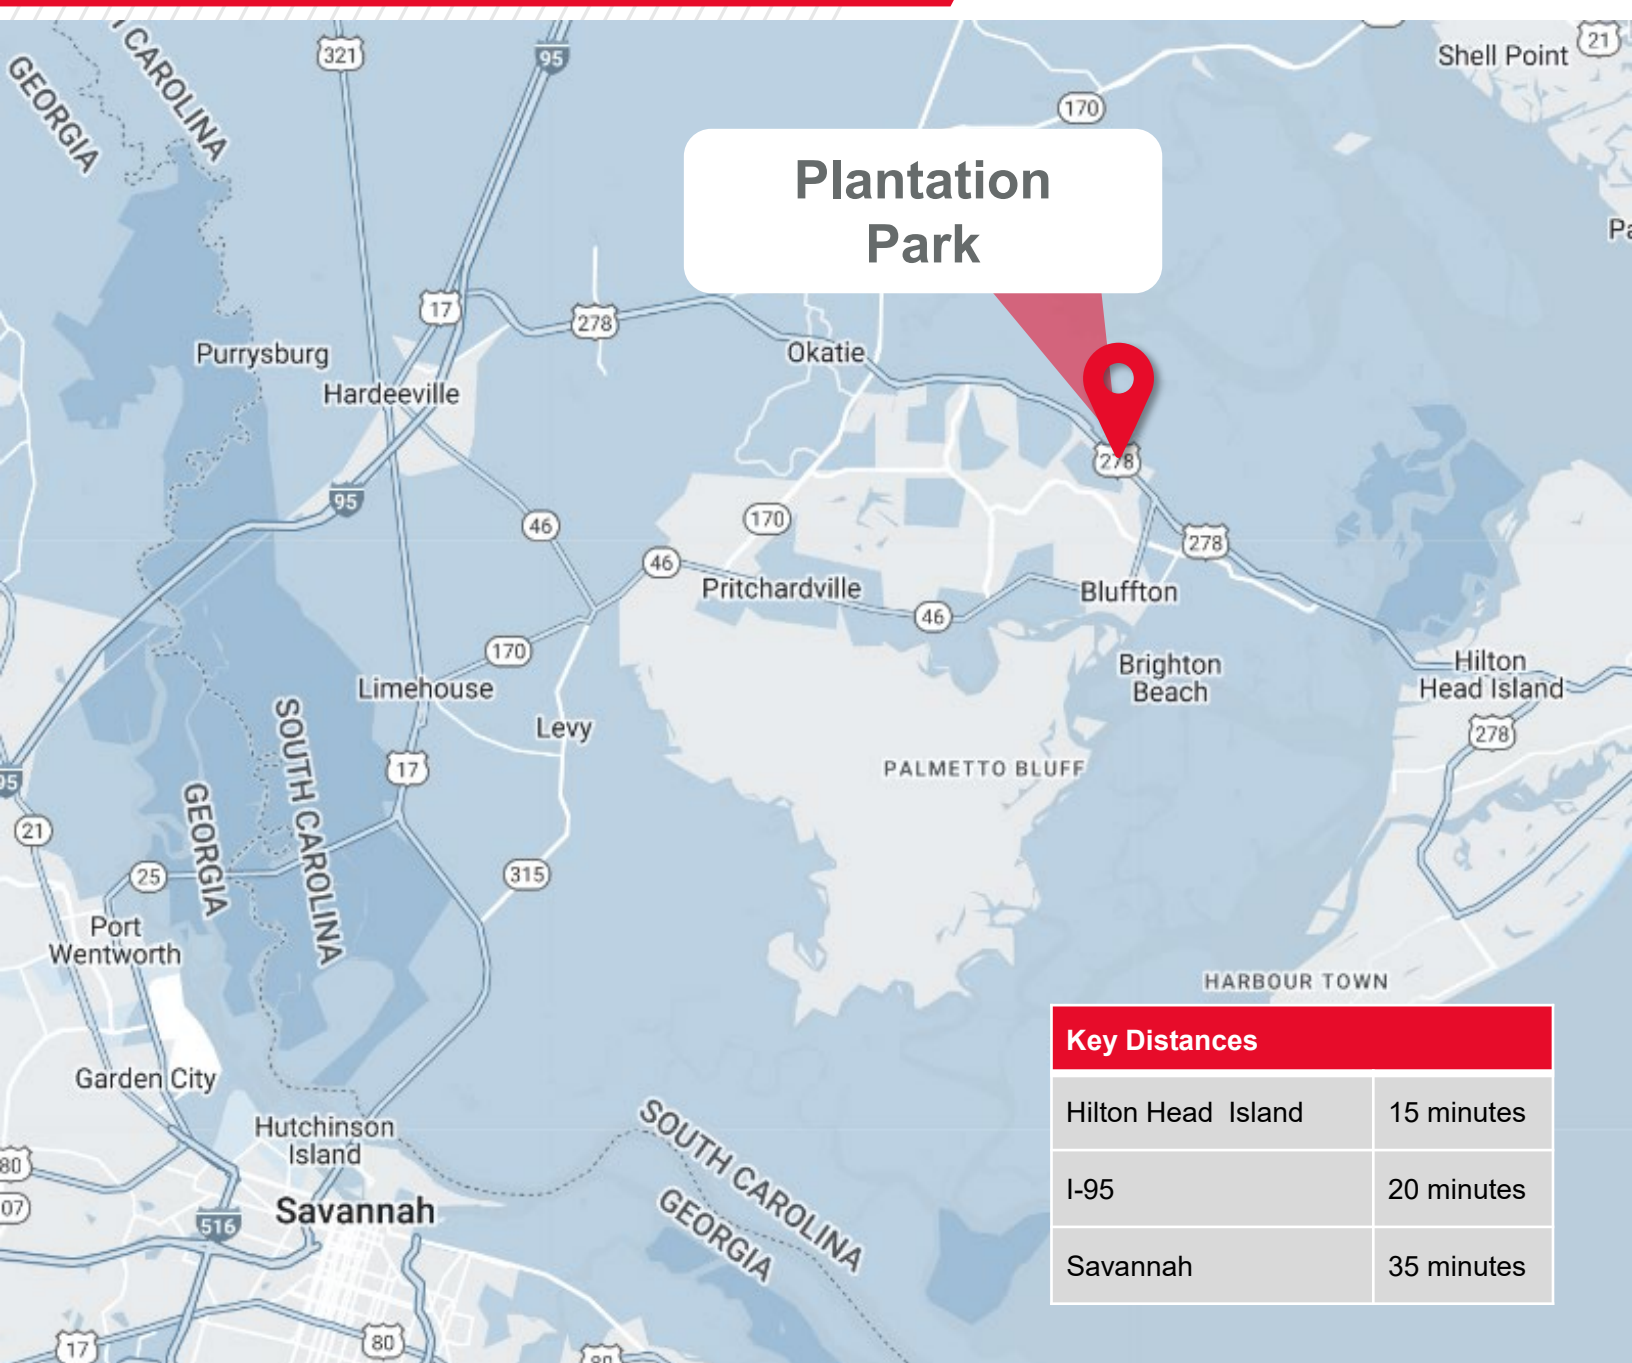 SOUTH CAROLINA
GEORGIA
321
95
Shell Point
21
170
Plantation
Park
17
278
Purrysburg
Okatie
Hardeeville
278
95
46
170
278
46
Pritchardville
Bluffton
46
170
Brighton
Beach
Hilton
Head Island
Limehouse
SOUTH CAROLINA
Levy
278
17
PALMETTO BLUFF
95
GEORGIA
21
25
315
Port
Wentworth
HARBOUR TOWN
Key Distances
Garden City
Hilton Head Island 15 minutes
Hutchinson
Island
SOUTH CAROLINA
GEORGIA
80
I-95 20 minutes
Savannah
516
Savannah 35 minutes
17
80
80